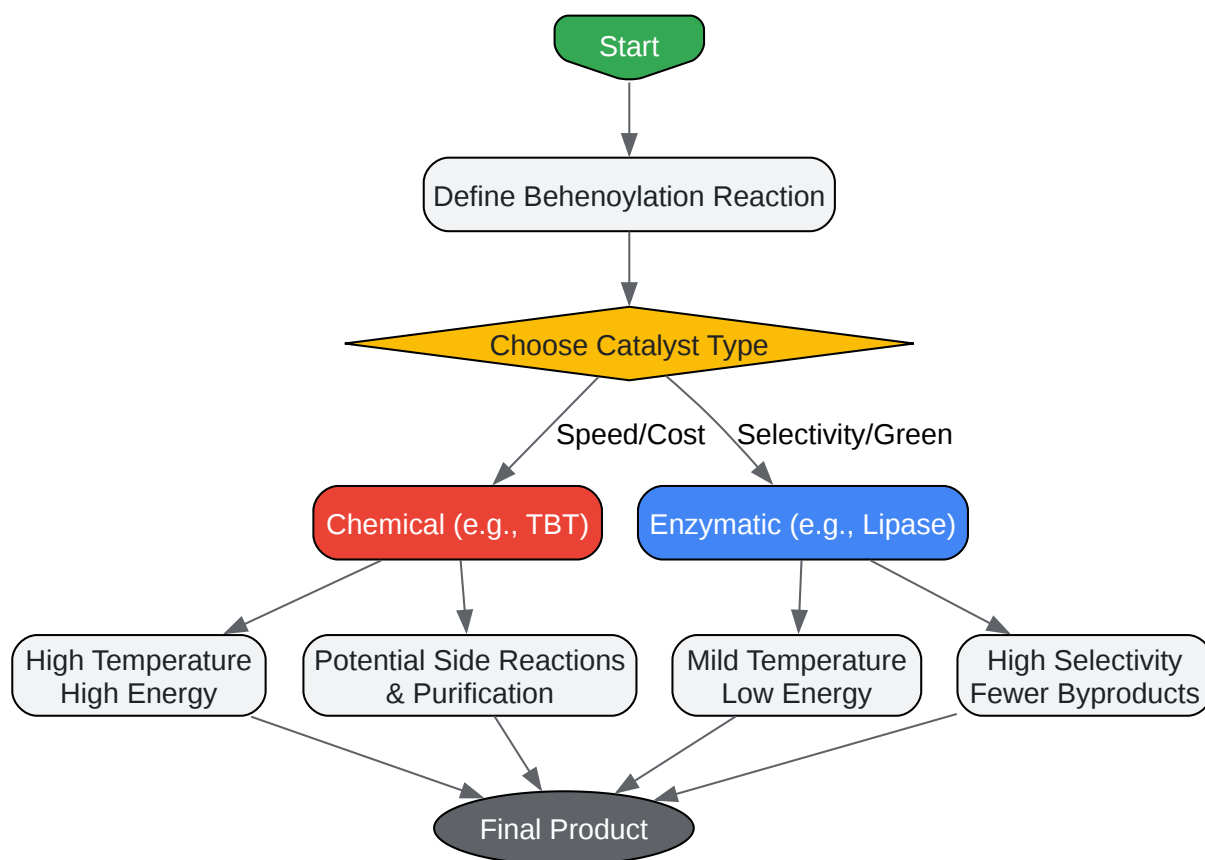 Start
Define Behenoylation Reaction
Choose Catalyst Type
Speed/Cost
Selectivity/Green
Chemical (e.g., TBT)
Enzymatic (e.g., Lipase)
High Temperature
High Energy
Potential Side Reactions
& Purification
Mild Temperature
Low Energy
High Selectivity
Fewer Byproducts
Final Product